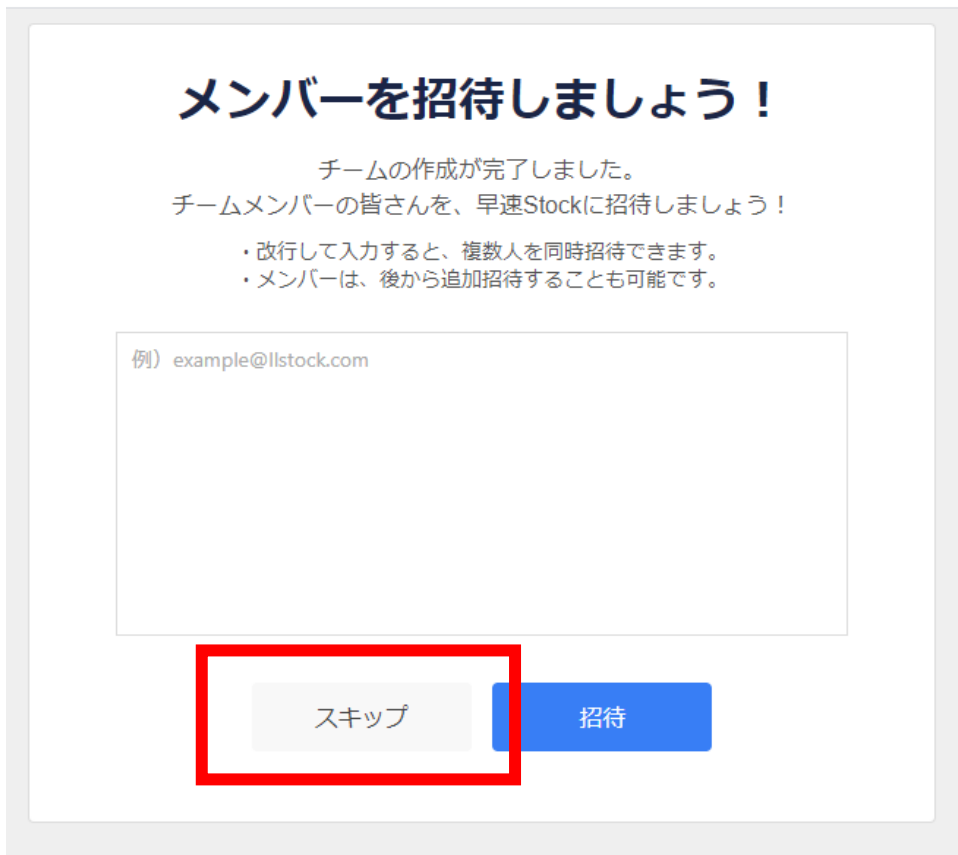 メンバーを招待しましょう！
チームの作成が完了しました。
チームメンバーの皆さんを、早速Stockに招待しましょう！
・改行して入力すると、複数人を同時招待できます。
・メンバーは、後から追加招待することも可能です。
例）example@llstock.com
スキップ
招待